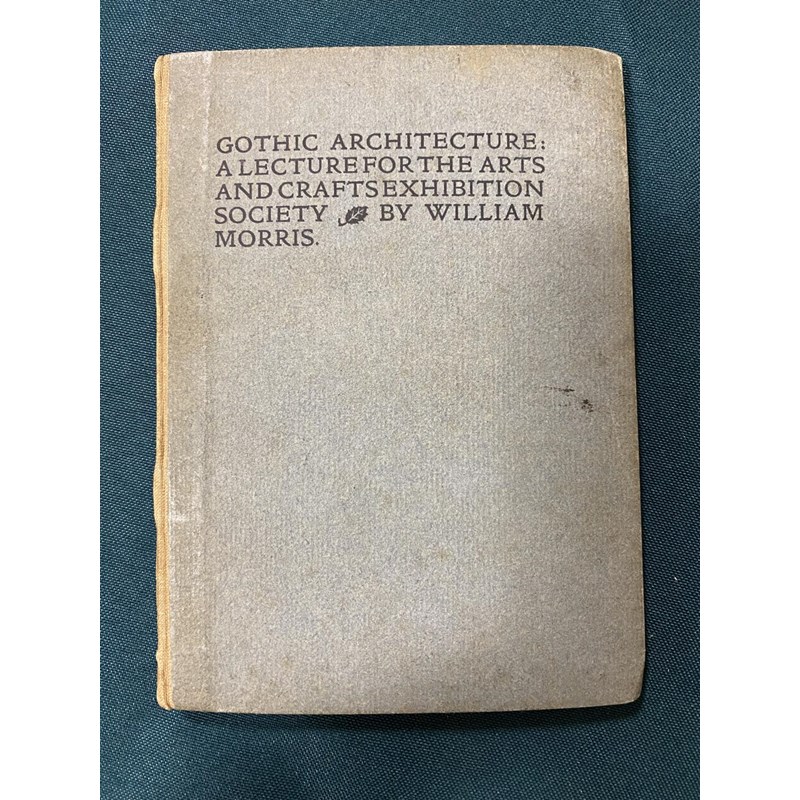 GOTHIC ARCHITECTURE:
A LECTURE FOR THE ARTS
AND CRAFTS EXHIBITION
SOCIETY BY WILLIAM
MORRIS.